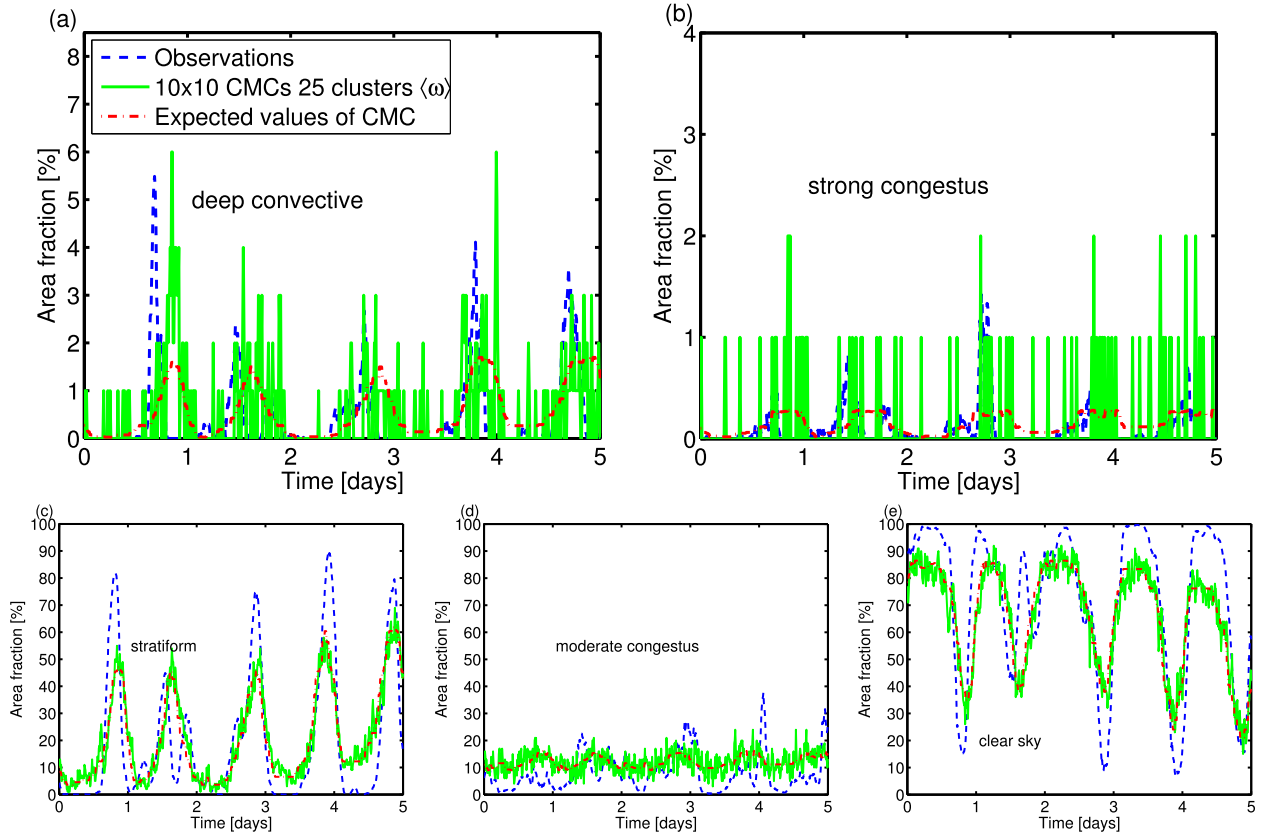 (a)
8
7
6
5
4
3
2
1
0
Area fraction [%]
Observations
10x10 CMCs 25 clusters ⟨ω⟩
Expected values of CMC
deep convective
0 1 2 3 4 5
Time [days]
(b)
4
3
2
1
0
Area fraction [%]
strong congestus
0 1 2 3 4 5
Time [days]
(c)
100
90
80
70
60
50
40
30
20
10
0
Area fraction [%]
stratiform
0 1 2 3 4 5
Time [days]
(d)
100
90
80
70
60
50
40
30
20
10
0
Area fraction [%]
moderate congestus
0 1 2 3 4 5
Time [days]
(e)
100
90
80
70
60
50
40
30
20
10
0
Area fraction [%]
clear sky
0 1 2 3 4 5
Time [days]